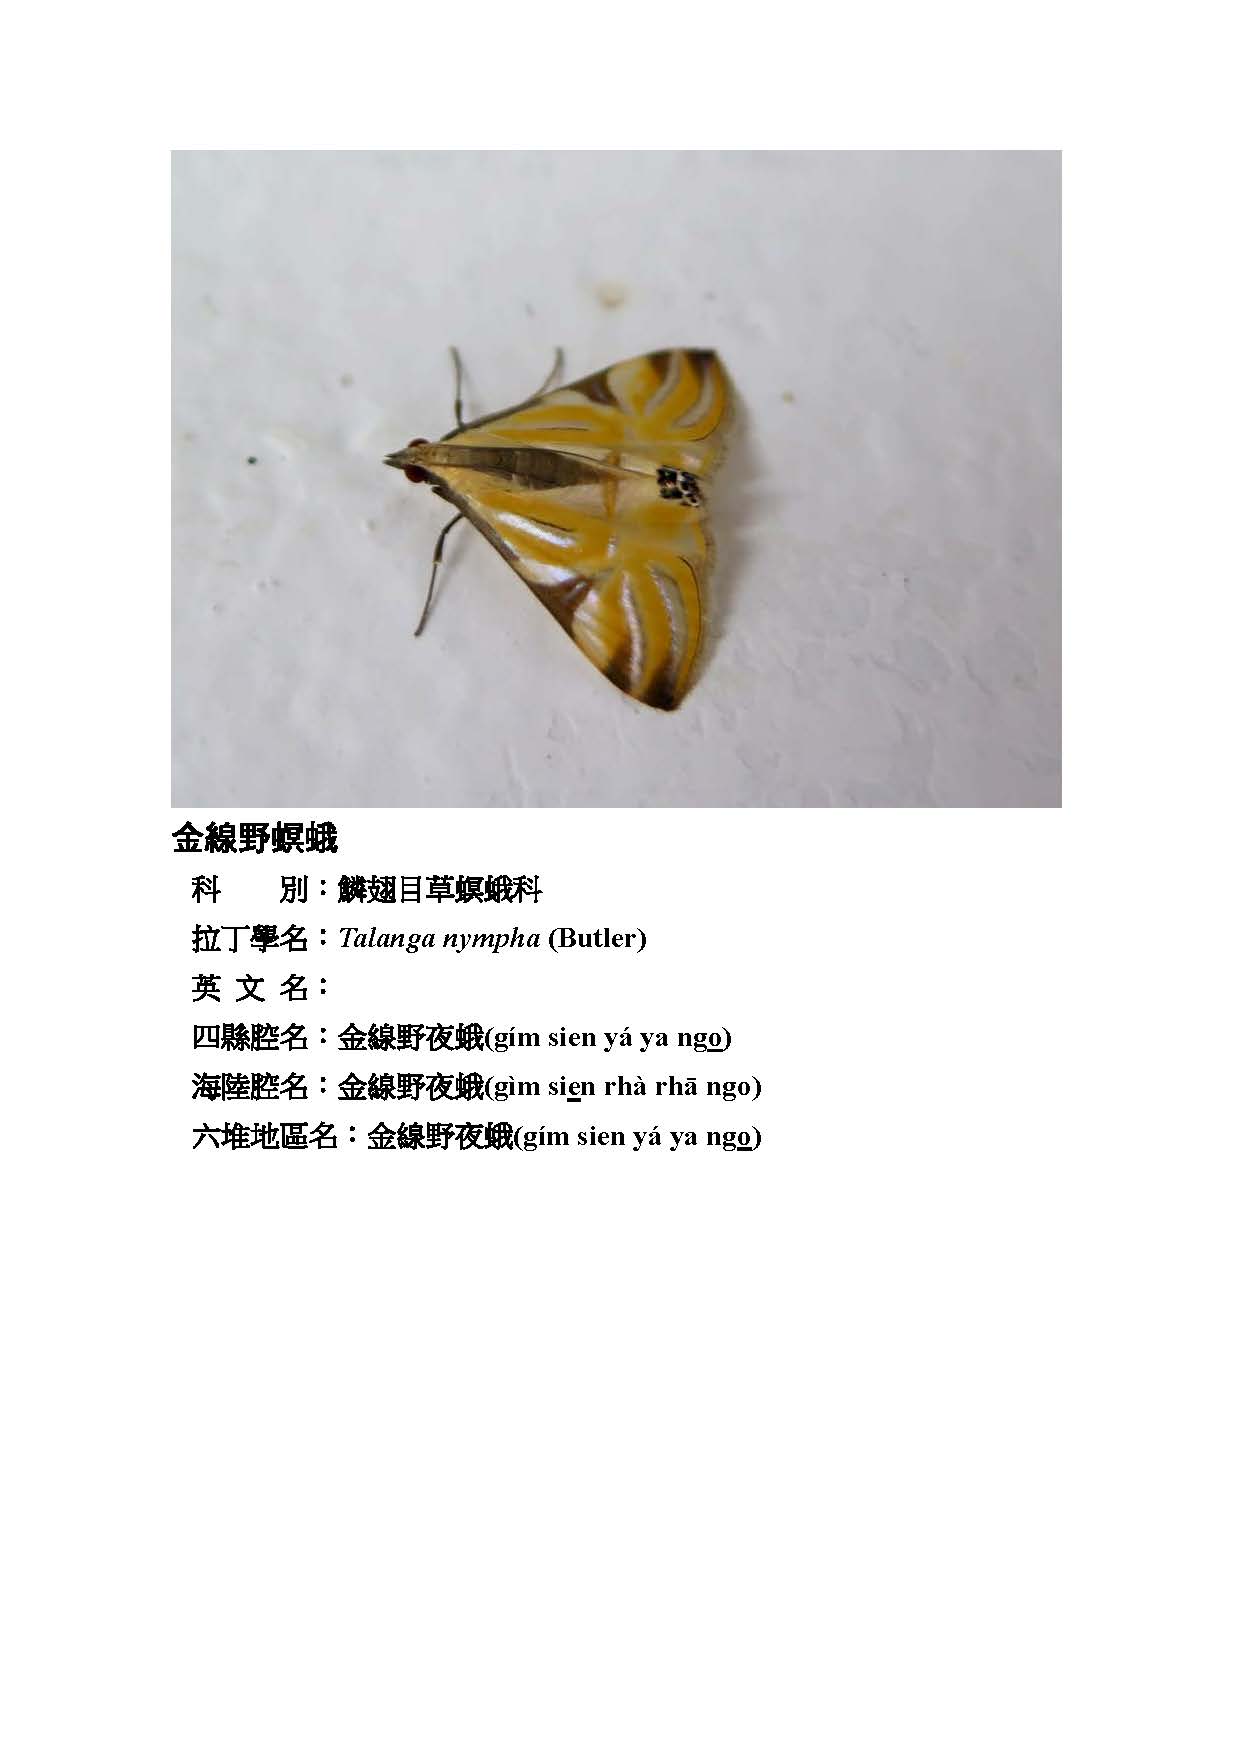 金線野螟蛾
科　　別：鱗翅目草螟蛾科
拉丁學名：Talanga nympha (Butler)
英 文 名：
四縣腔名：金線野夜蛾(gím sien yá ya ngo)
海陸腔名：金線野夜蛾(gìm sien rhà rhā ngo)
六堆地區名：金線野夜蛾(gím sien yá ya ngo)